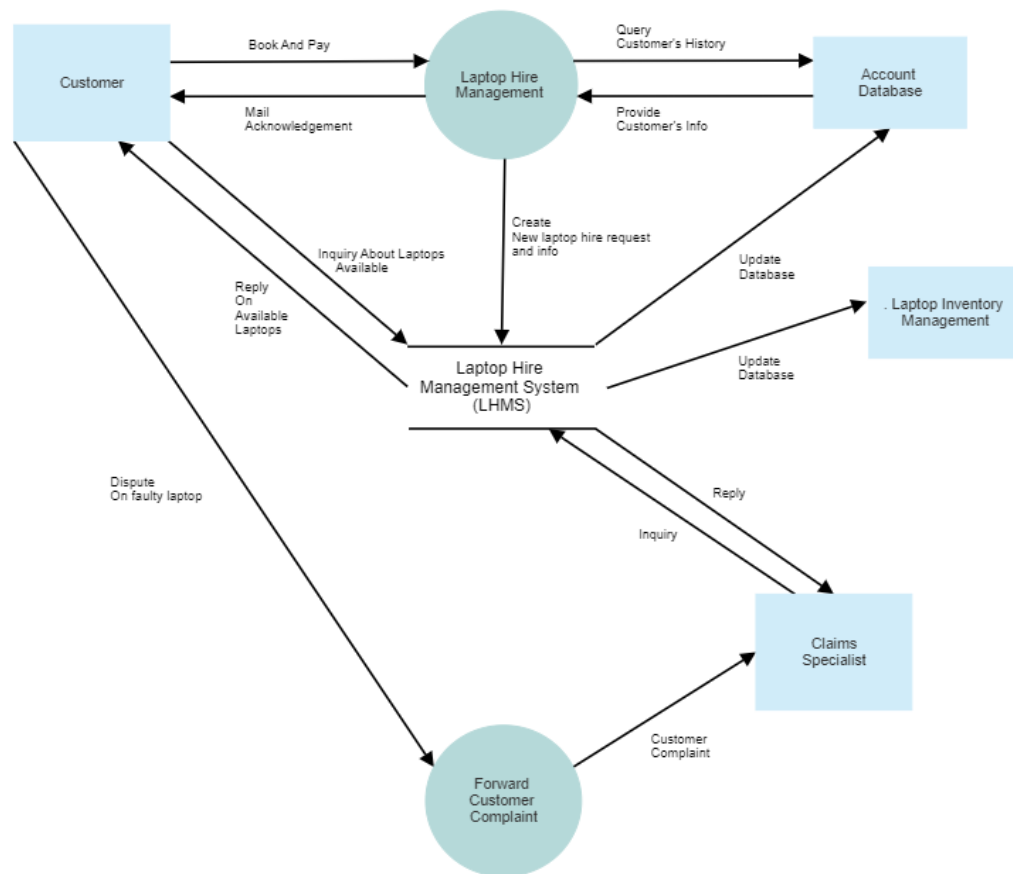 Book And Pay
Customer
Mail
Acknowledgement
Laptop Hire
Management
Query
Customer's History
Provide
Customer's Info
Account
Database
Create
New laptop hire request
and info
Inquiry About Laptops
Available
Reply
On
Available
Laptops
Update
Database
. Laptop Inventory
Management
Update
Database
Laptop Hire
Management System
(LHMS)
Dispute
On faulty laptop
Reply
Inquiry
Claims
Specialist
Customer
Complaint
Forward
Customer
Complaint